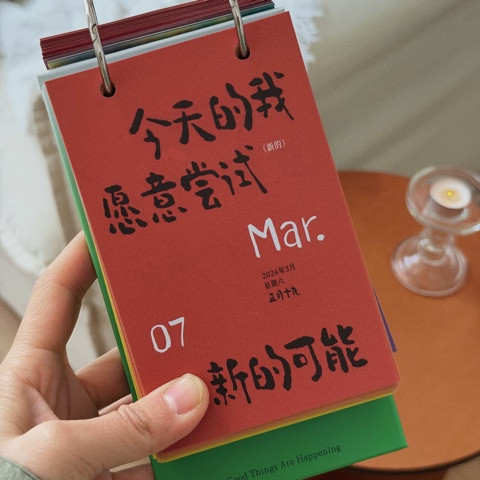 今天的我
（新的）
愿意尝试
Mar.
2026年3月
星期六
正月十九
07
新的可能
Good Things Are Happening